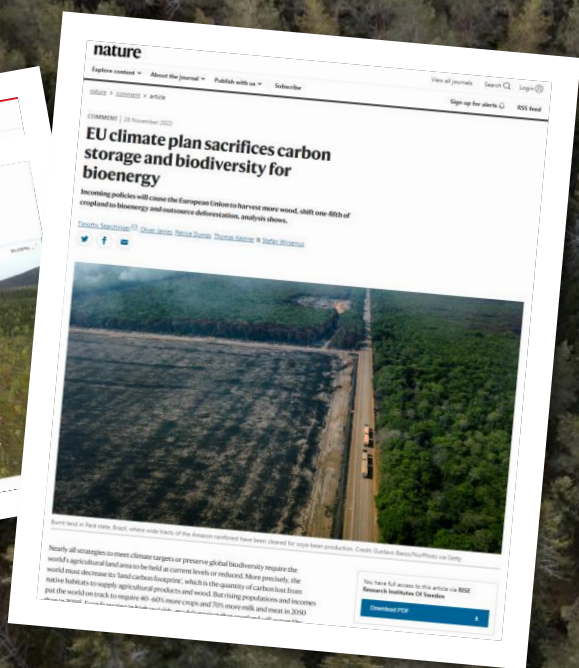 nature
View all journals Search Login
Explore content About the journal Publish with us Subscribe
Sign up for alerts RSS feed
nature > comment > article
COMMENT | 28 November 2022
EU climate plan sacrifices carbon
storage and biodiversity for
bioenergy
Incoming policies will cause the European Union to harvest more wood, shift one-fifth of
cropland to bioenergy and outsource deforestation, analysis shows.
Timothy Searchinger, Oliver James, Patrice Dumas, Thomas Kastner & Stefan Wirsenius
Burnt land in Pará state, Brazil, where wide tracts of the Amazon rainforest have been cleared for soya-bean production. Credit: Gustavo Basso/NurPhoto via Getty
Nearly all strategies to meet climate targets or preserve global biodiversity require the
world's agricultural land area to be held at current levels or reduced. More precisely, the
world must decrease its 'land carbon footprint', which is the quantity of carbon lost from
native habitats to supply agricultural products and wood. But rising populations and incomes
put the world on track to require 40–60% more crops and 70% more milk and meat in 2050
You have full access to this article via RISE
Research Institutes Of Sweden
Download PDF